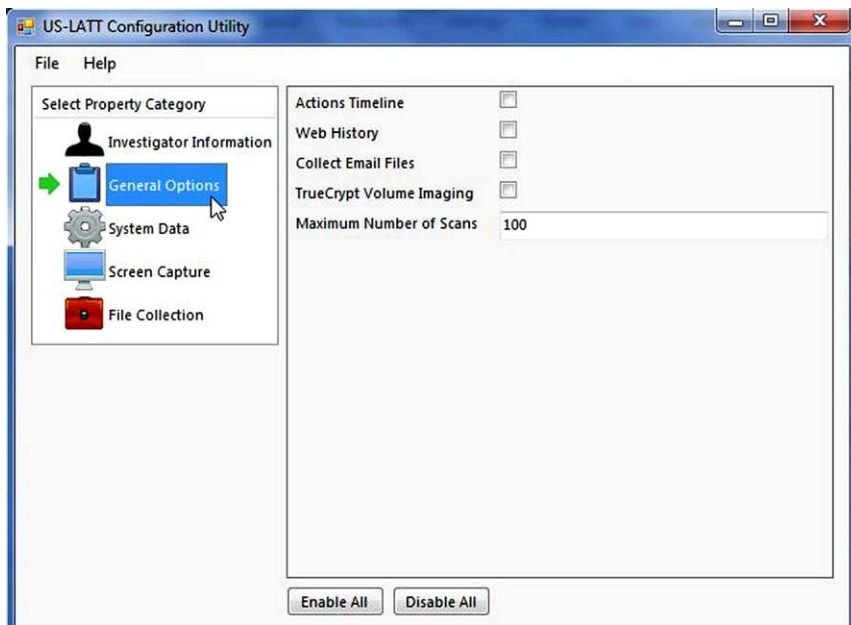 US-LATT Configuration Utility
File Help
Select Property Category
Investigator Information
General Options
System Data
Screen Capture
File Collection
Actions Timeline
Web History
Collect Email Files
TrueCrypt Volume Imaging
Maximum Number of Scans 100
Enable All Disable All